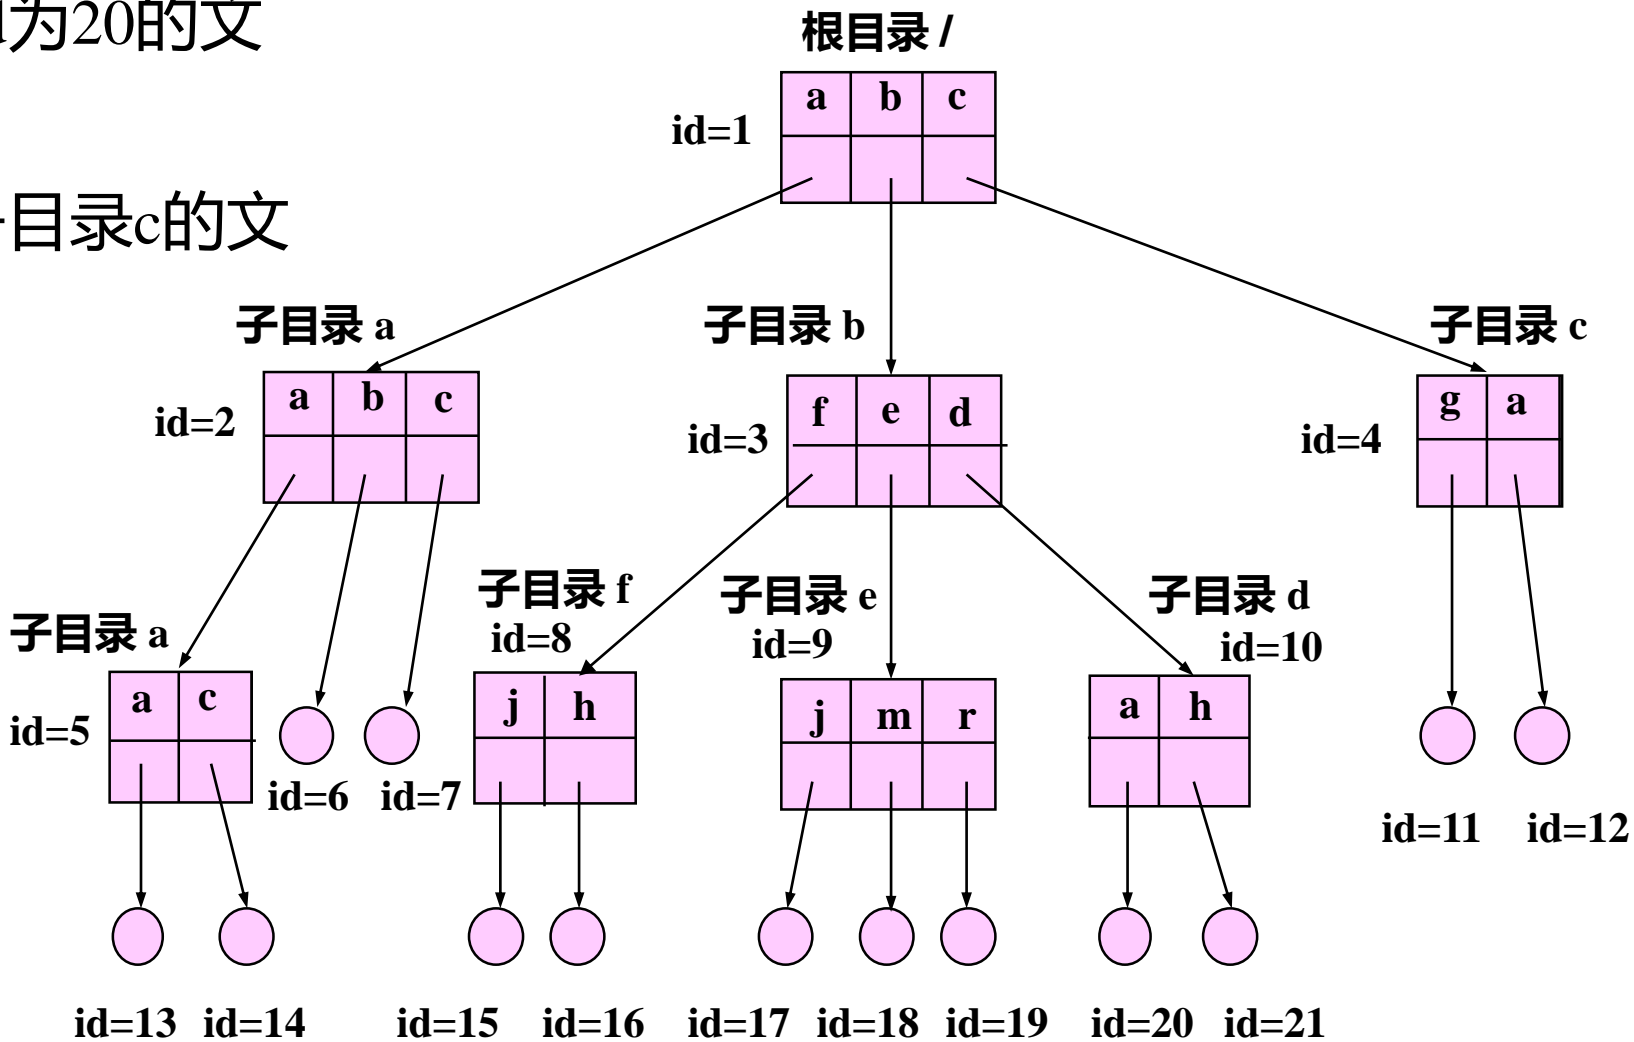 为20的文
目录c的文
根目录 /
a b c
id=1
子目录 a
子目录 b
子目录 c
a b c
id=2
f e d
id=3
g a
id=4
子目录 a
子目录 f
id=8
子目录 e
id=9
子目录 d
id=10
a c
id=5
id=6 id=7
j h
j m r
a h
id=11 id=12
id=13 id=14 id=15 id=16 id=17 id=18 id=19 id=20 id=21